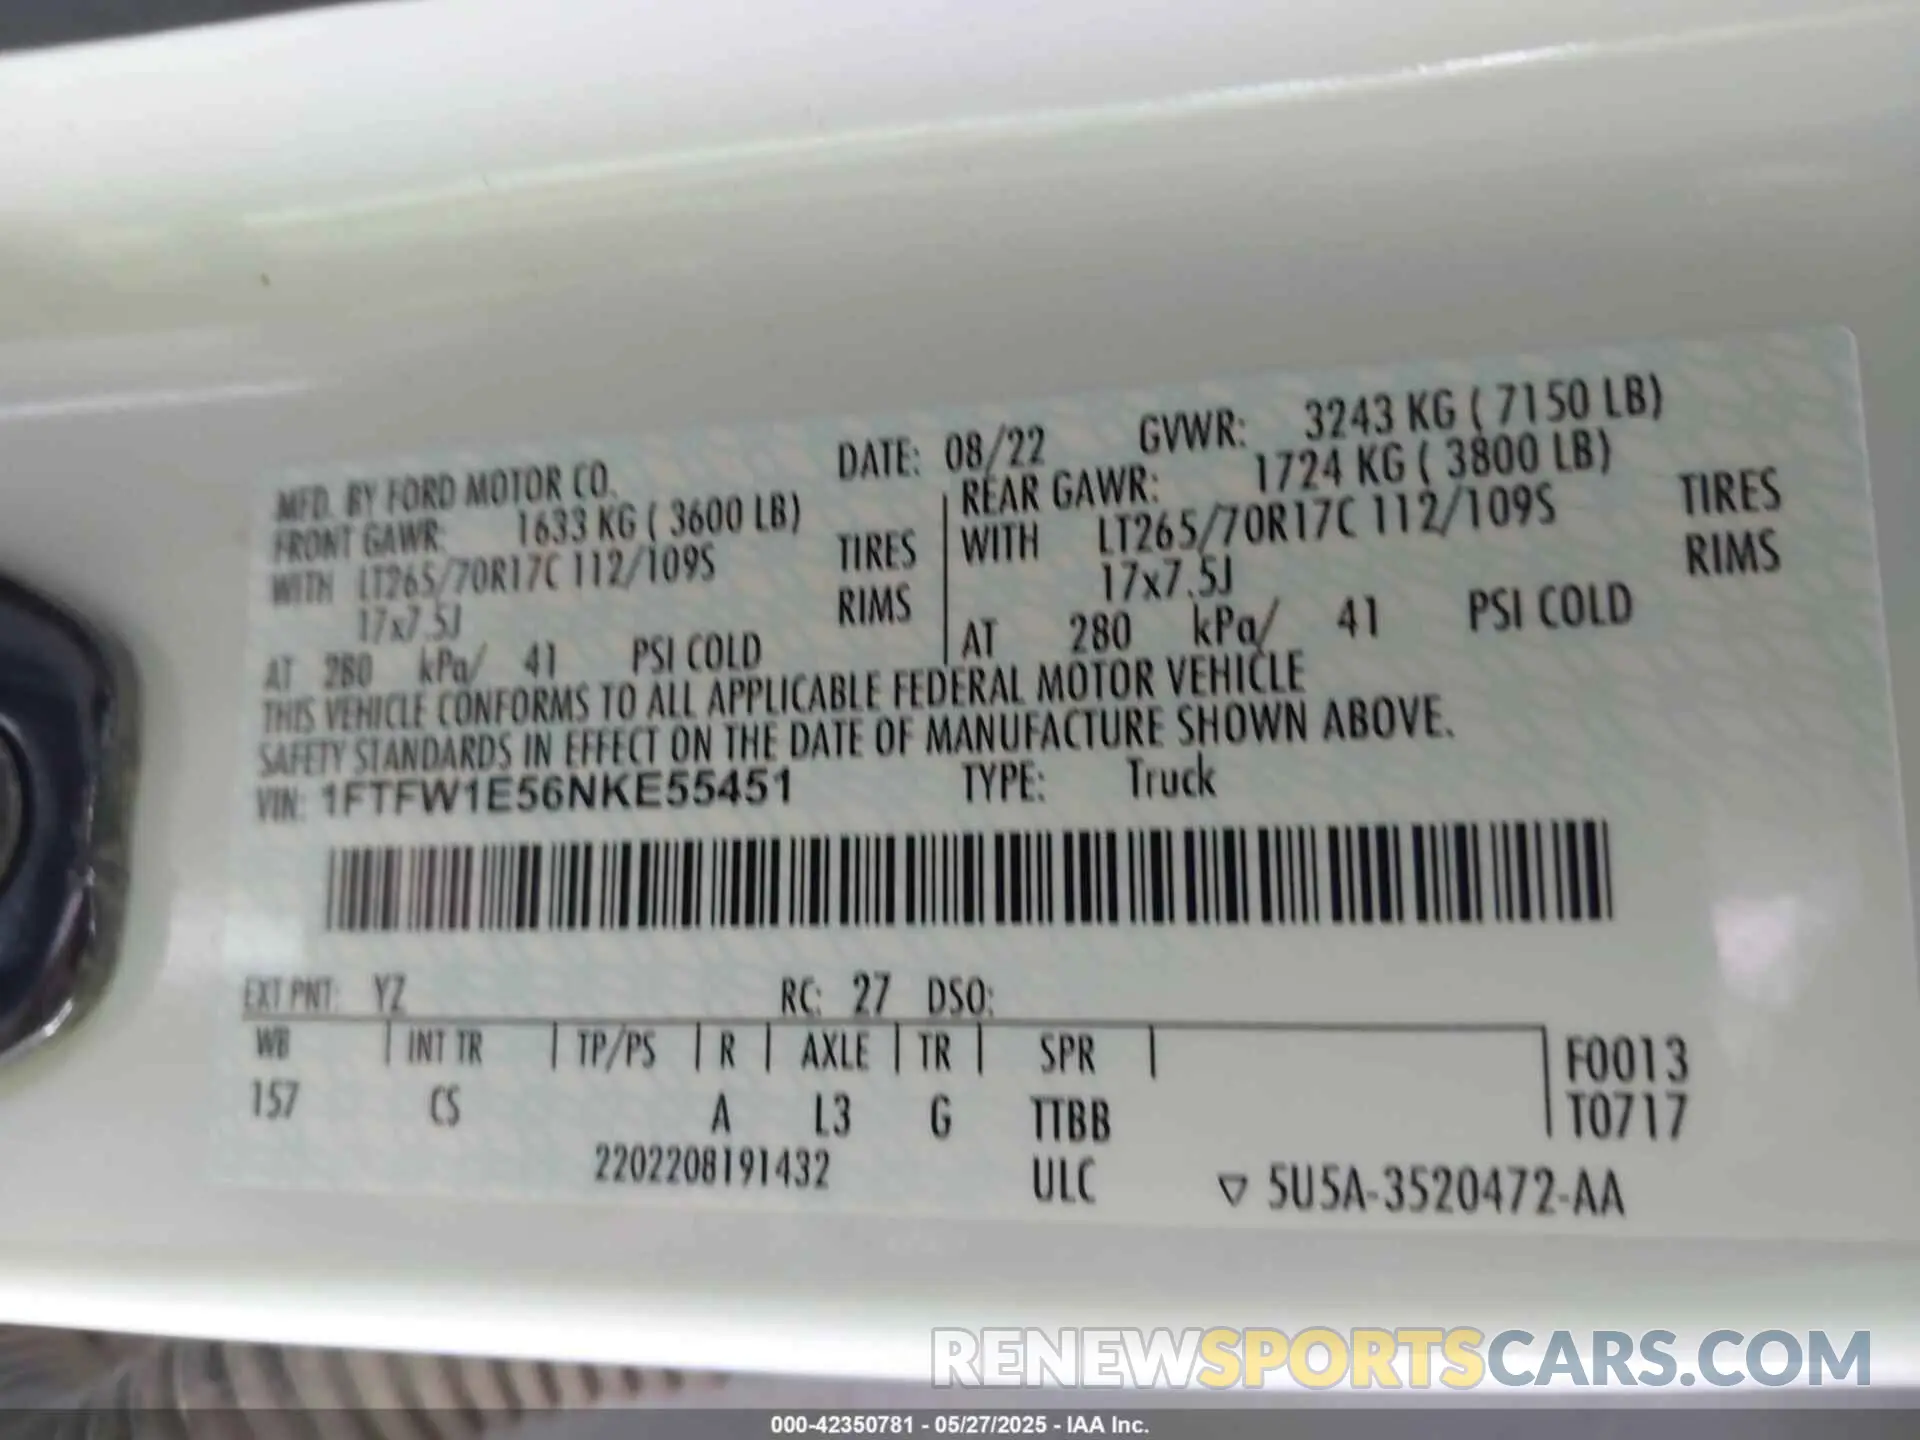 MFD. BY FORD MOTOR CO. DATE: 08/22 GVWR: 3243 KG ( 7150 LB)
FRONT GAWR: 1633 KG ( 3600 LB) REAR GAWR: 1724 KG ( 3800 LB)
WITH LT265/70R17C 112/109S TIRES WITH LT265/70R17C 112/109S TIRES
17x7.5J RIMS 17x7.5J RIMS
AT 280 kPa/ 41 PSI COLD AT 280 kPa/ 41 PSI COLD
THIS VEHICLE CONFORMS TO ALL APPLICABLE FEDERAL MOTOR VEHICLE
SAFETY STANDARDS IN EFFECT ON THE DATE OF MANUFACTURE SHOWN ABOVE.
VIN: 1FTFW1E56NKE55451 TYPE: Truck
EXT PNT: YZ RC: 27 DSO:
WB INT TR TP/PS R AXLE TR SPR F0013
157 CS A L3 G TTBB T0717
2202208191432 ULC 5U5A-3520472-AA
RENEWSPORTSCARS.COM
000-42350781 - 05/27/2025 - IAA Inc.